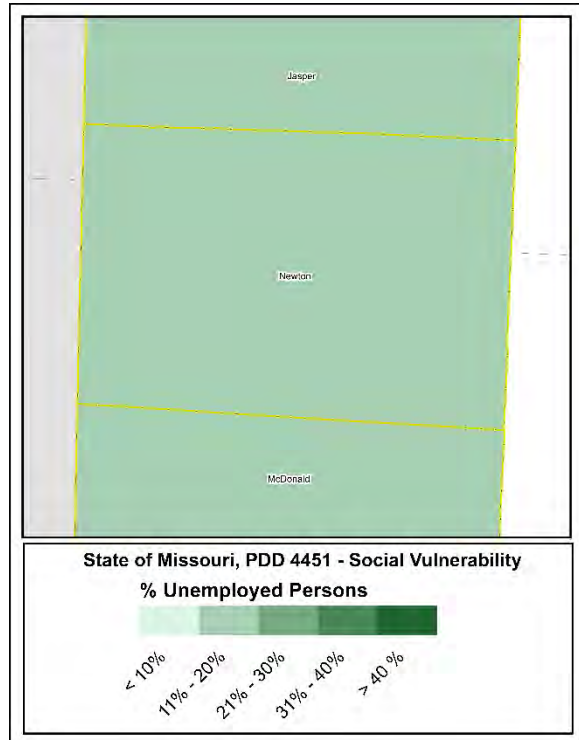 Jasper
Newton
McDonald
State of Missouri, PDD 4451 - Social Vulnerability
% Unemployed Persons
< 10%
11% - 20%
21% - 30%
31% - 40%
> 40 %